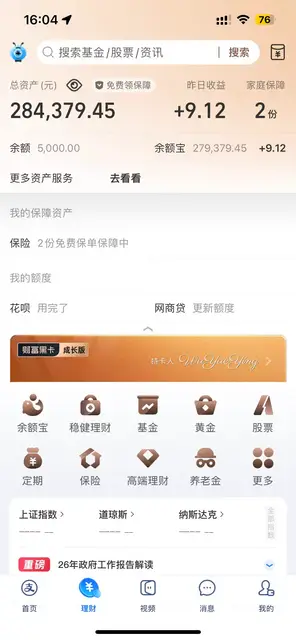 16:04
76
搜索基金/股票/资讯
搜索
总资产(元)
免费领保障
昨日收益
家庭保障
284,379.45
+9.12
2份
余额 5,000.00
余额宝 279,379.45 +9.12
更多资产服务 去看看
我的保障资产
保险 2份免费保单保障中
我的额度
花呗 用完了
网商贷 更新额度
财富黑卡 成长版
持卡人
余额宝
稳健理财
基金
黄金
股票
定期
保险
高端理财
养老金
更多
上证指数
道琼斯
纳斯达克
全部指数
重磅 26年政府工作报告解读
首页
理财
视频
消息
我的